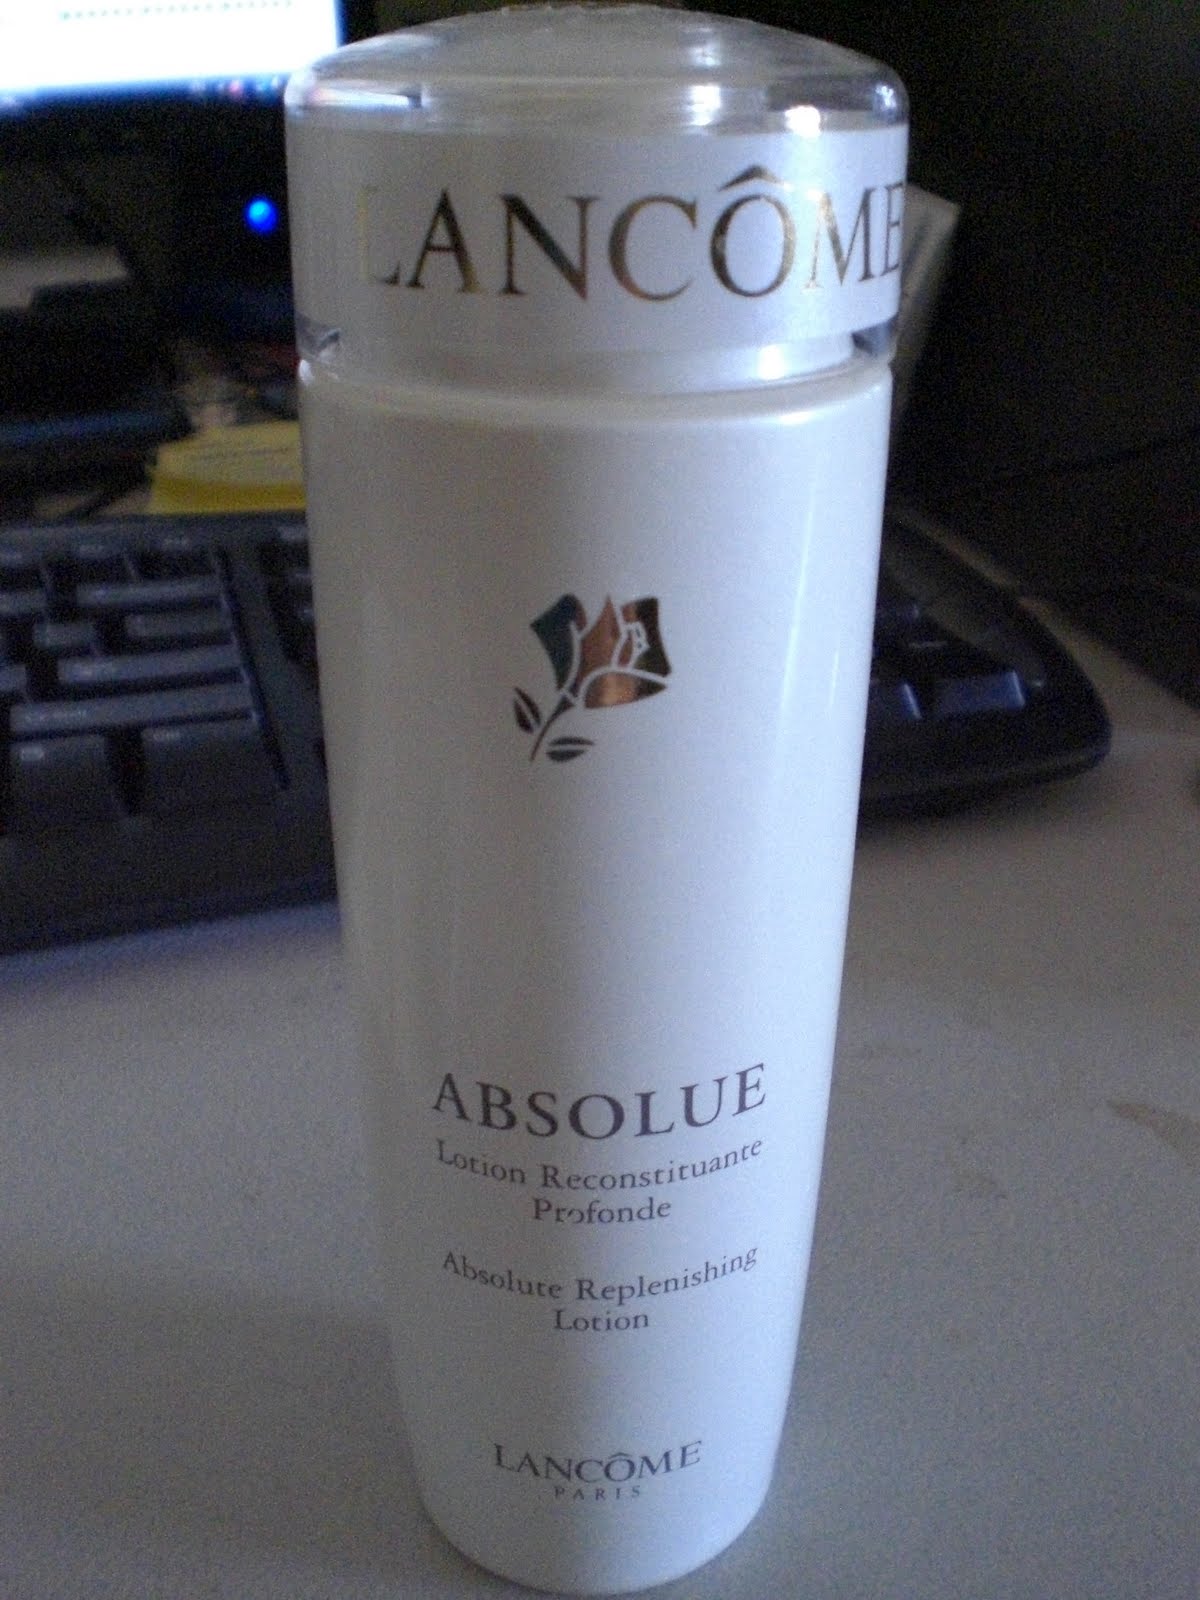 LANCÔME
ABSOLUE
Lotion Reconstituante
Profonde
Absolute Replenishing
Lotion
LANCÔME
PARIS